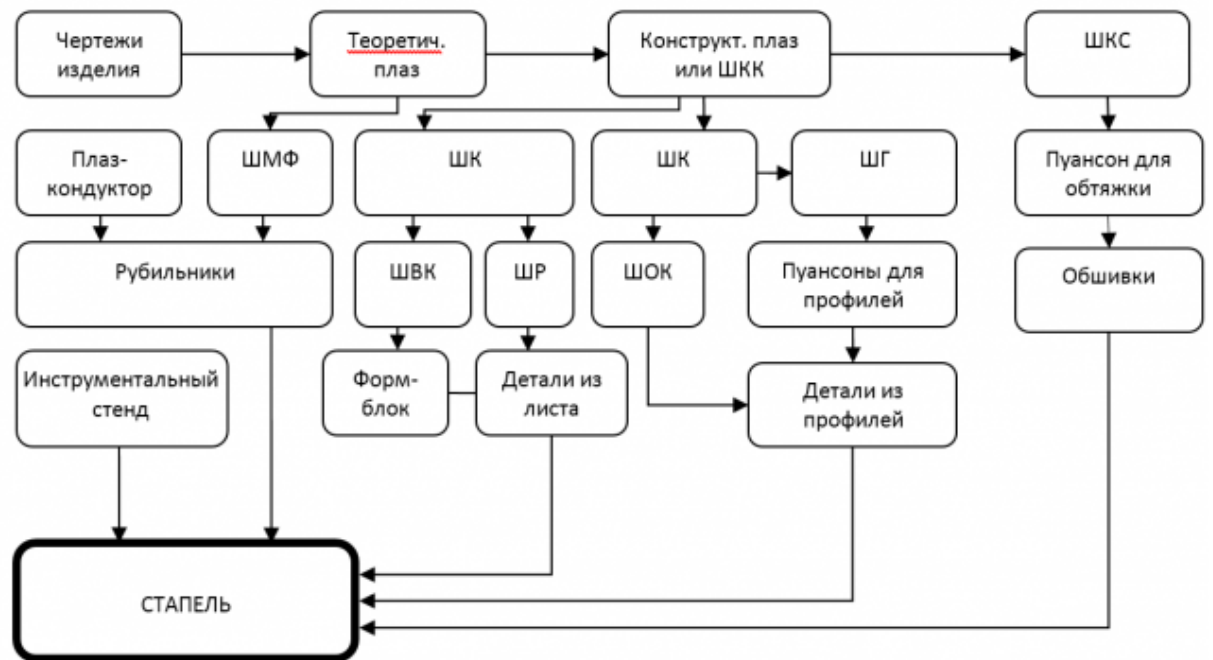 Чертежи
изделия
Теоретич.
плаз
Конструкт. плаз
или ШКК
ШКС
Плаз-
кондуктор
ШМФ
ШК
ШК
ШГ
Пуансон для
обтяжки
Рубильники
ШВК
ШР
ШОК
Пуансоны для
профилей
Обшивки
Инструментальный
стенд
Форм-
блок
Детали из
листа
Детали из
профилей
СТАПЕЛЬ